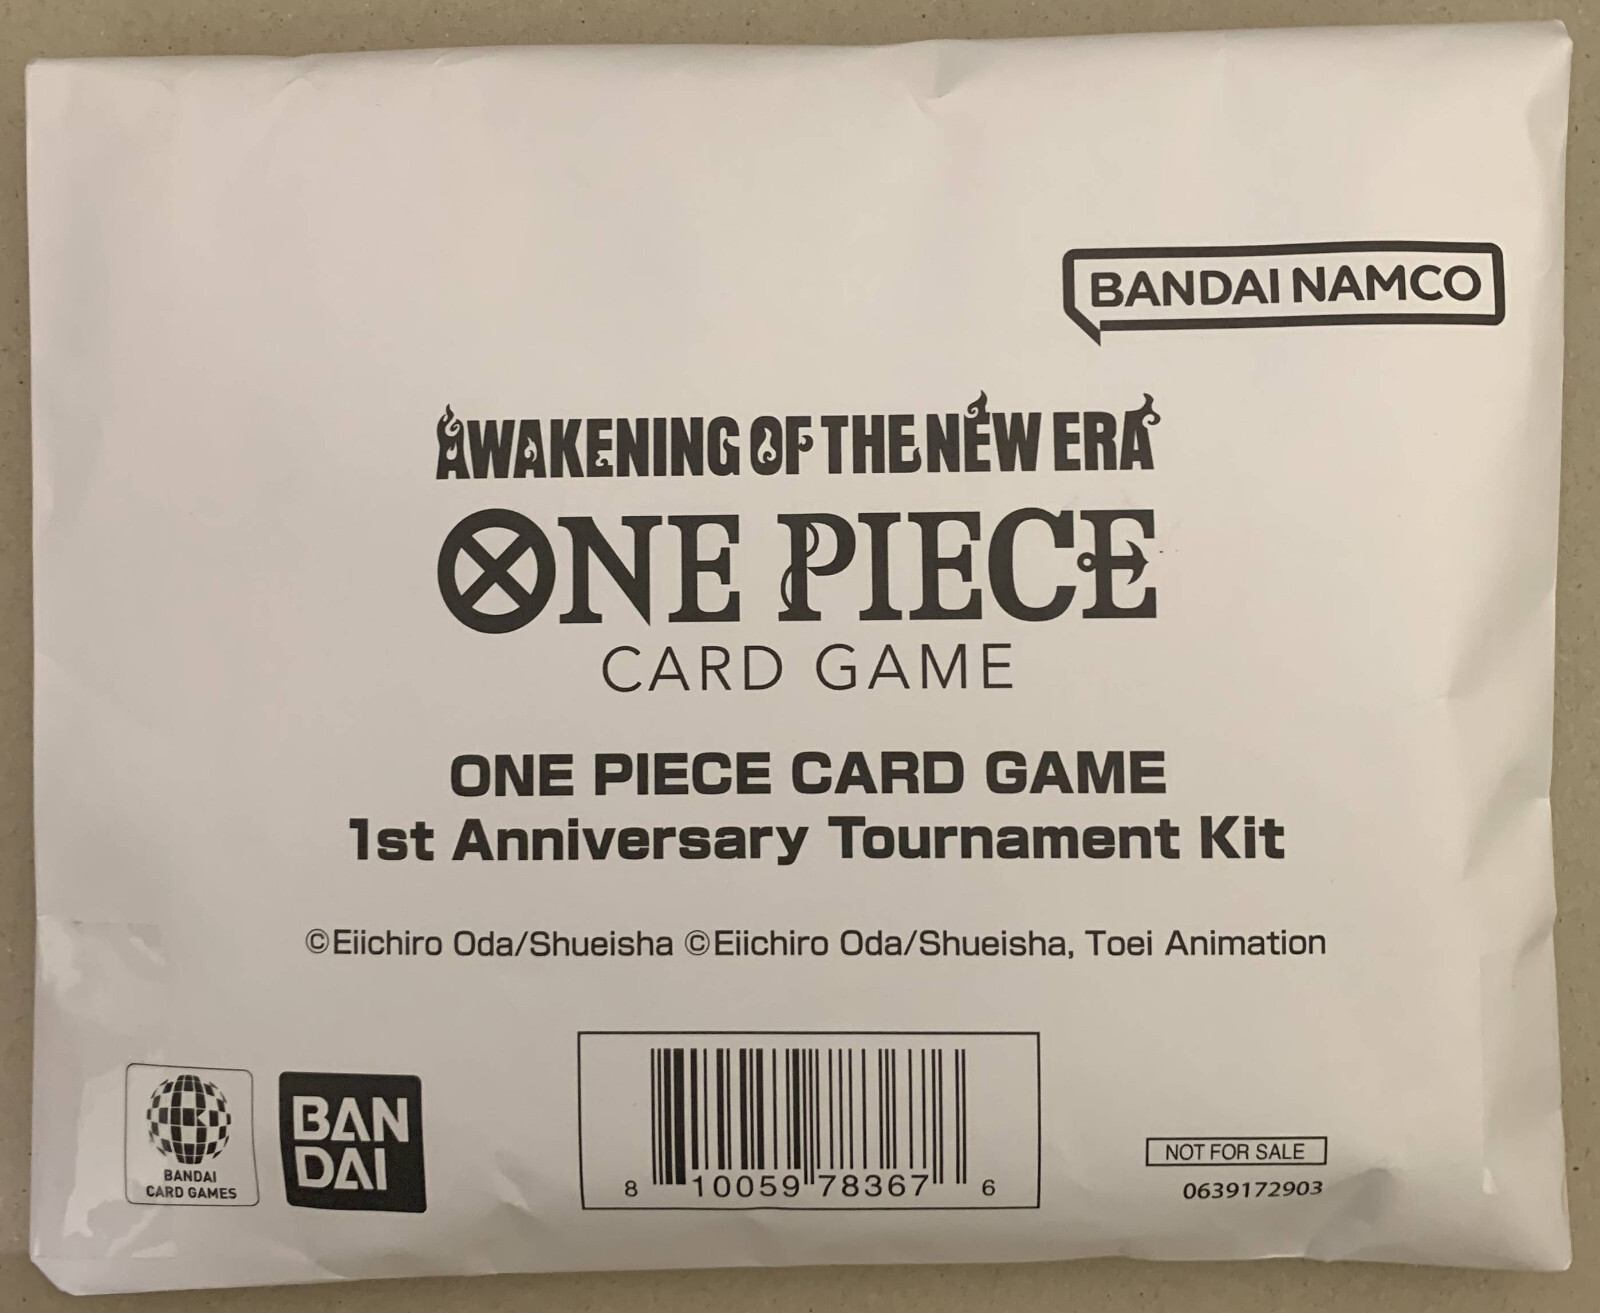 BANDAI NAMCO
AWAKENING OF THE NEW ERA
ONE PIECE
CARD GAME
ONE PIECE CARD GAME
1st Anniversary Tournament Kit
©Eiichiro Oda/Shueisha ©Eiichiro Oda/Shueisha, Toei Animation
BANDAI
CARD GAMES
BAN
DAI
8 10059 78367 6
NOT FOR SALE
0639172903